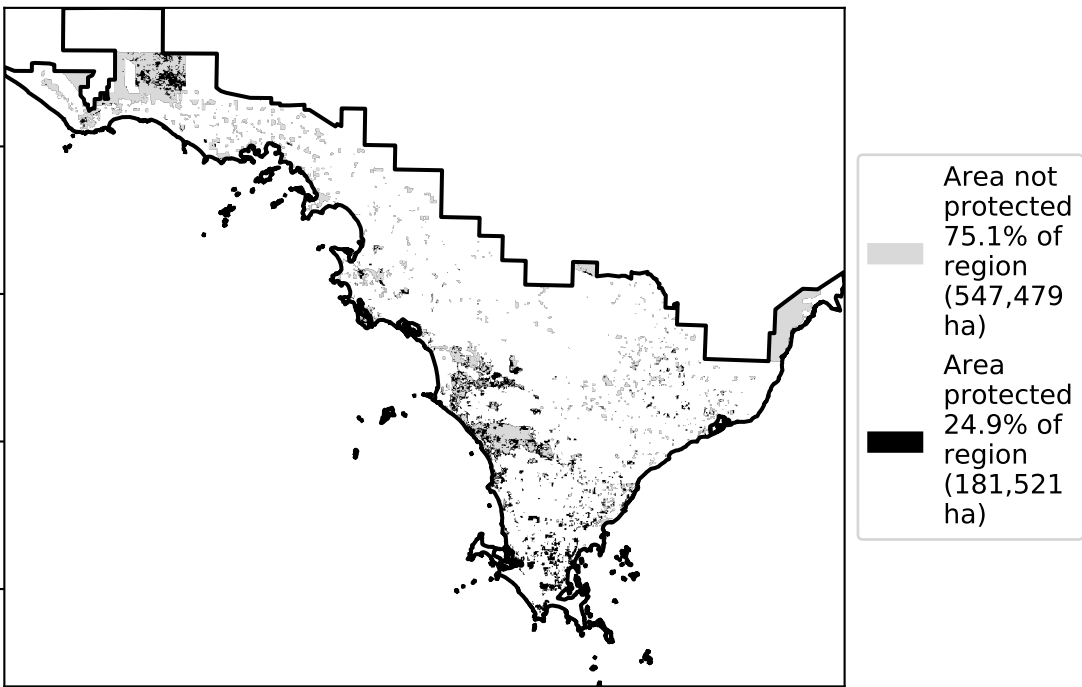 Area not
protected
75.1% of
region
(547,479
ha)
Area
protected
24.9% of
region
(181,521
ha)